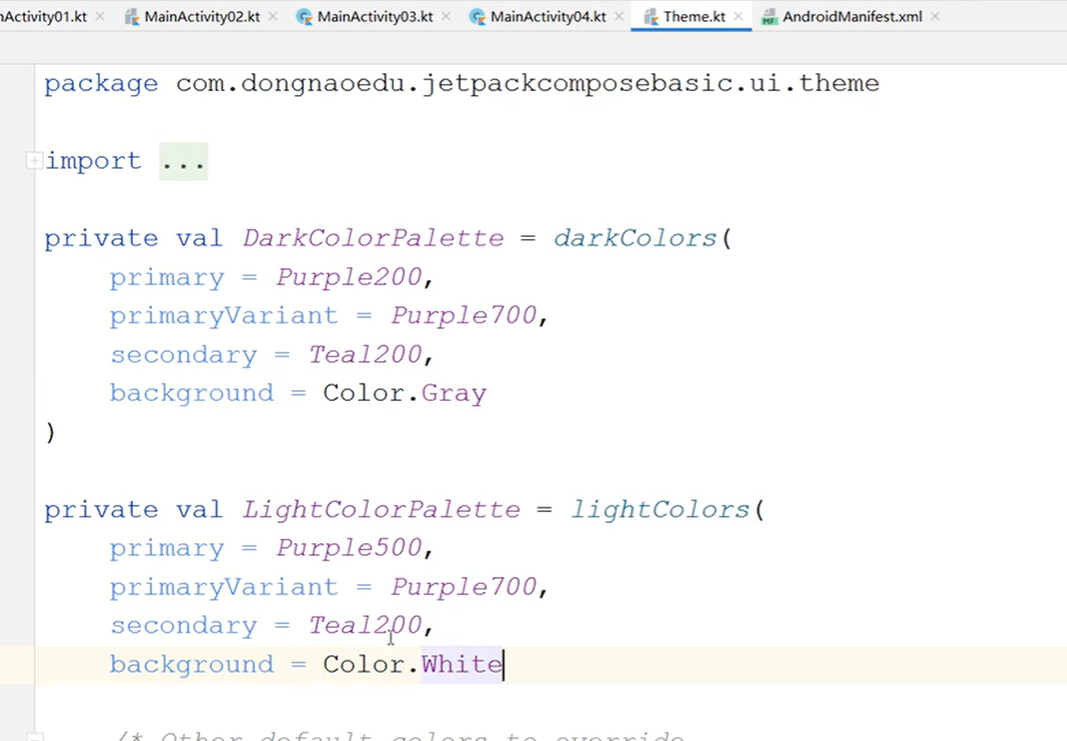 nActivity01.kt MainActivity02.kt MainActivity03.kt MainActivity04.kt Theme.kt AndroidManifest.xml
package com.dongnaoedu.jetpackcomposebasic.ui.theme
import ...
private val DarkColorPalette = darkColors(
primary = Purple200,
primaryVariant = Purple700,
secondary = Teal200,
background = Color.Gray
)
private val LightColorPalette = lightColors(
primary = Purple500,
primaryVariant = Purple700,
secondary = Teal200,
background = Color.White
/* Other default colors to override